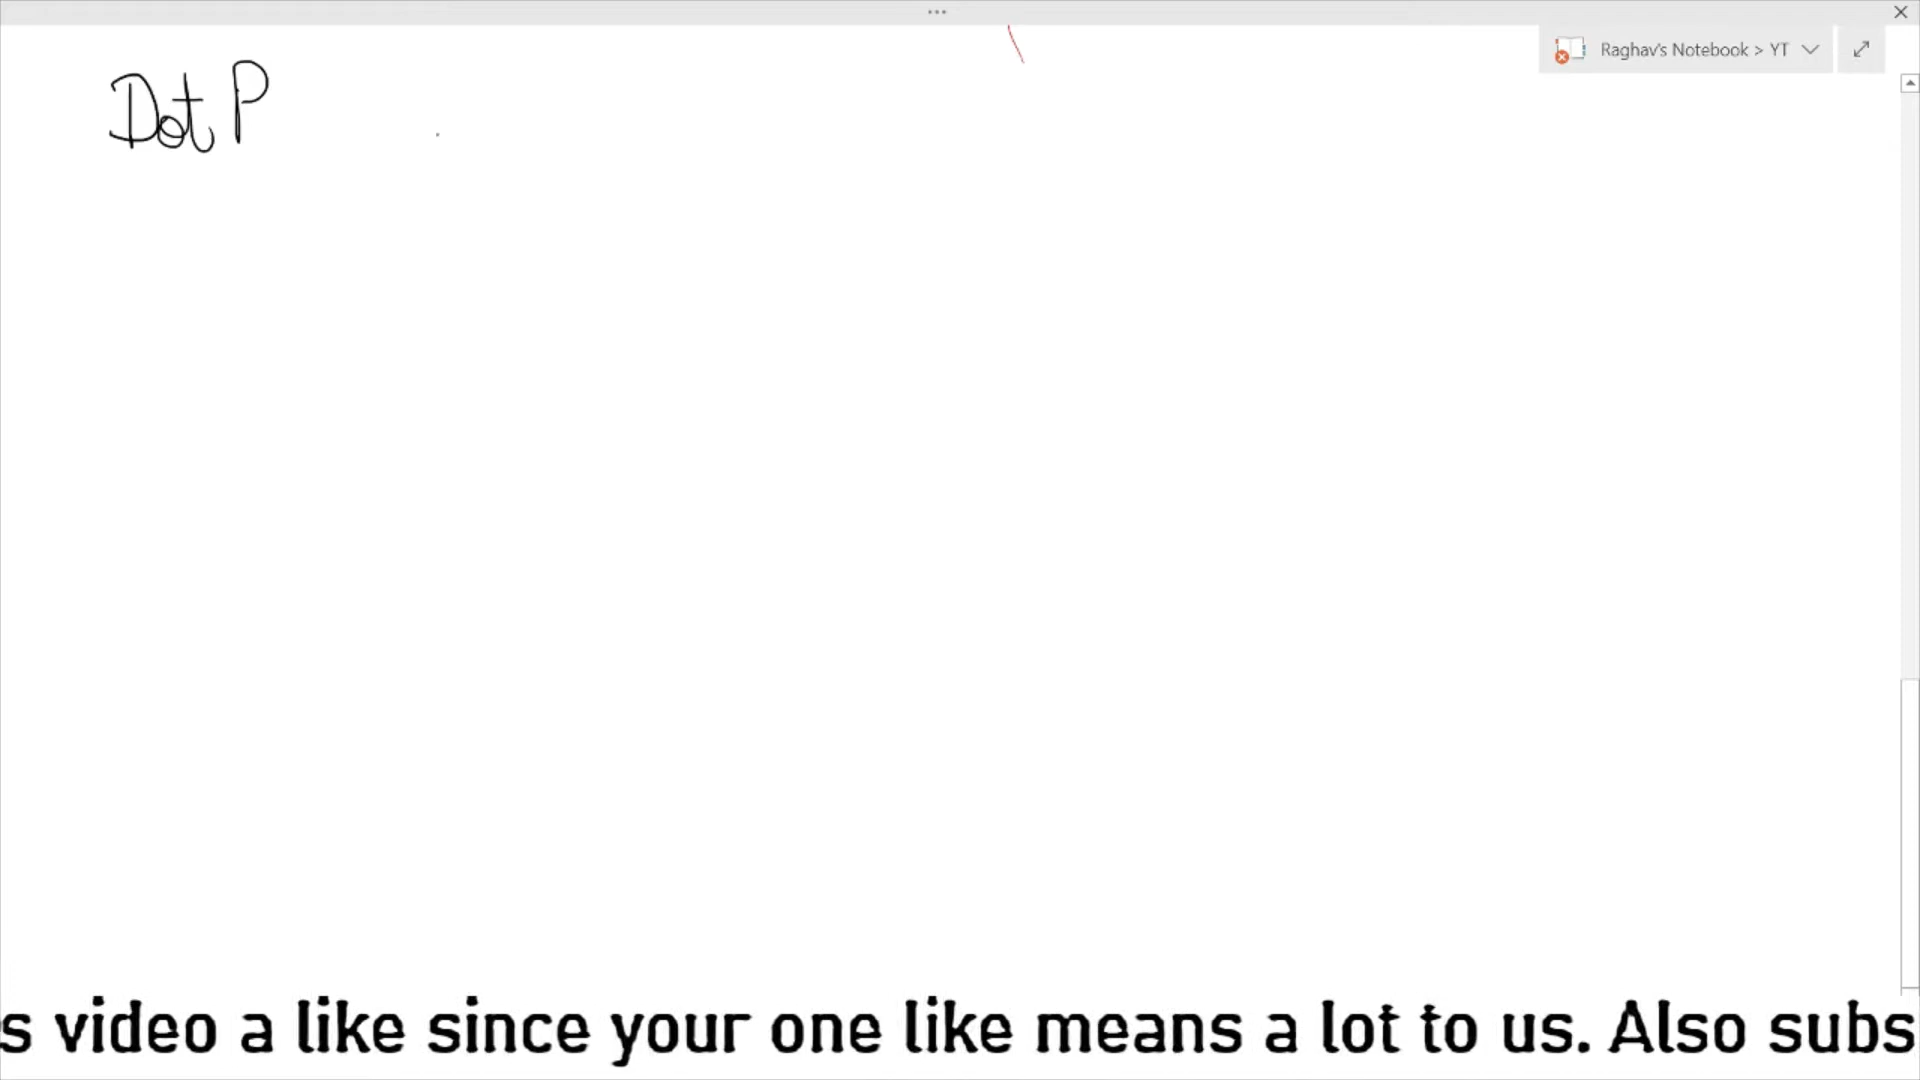 Raghav's Notebook > YT
Dot P
s video a like since your one like means a lot to us. Also subs